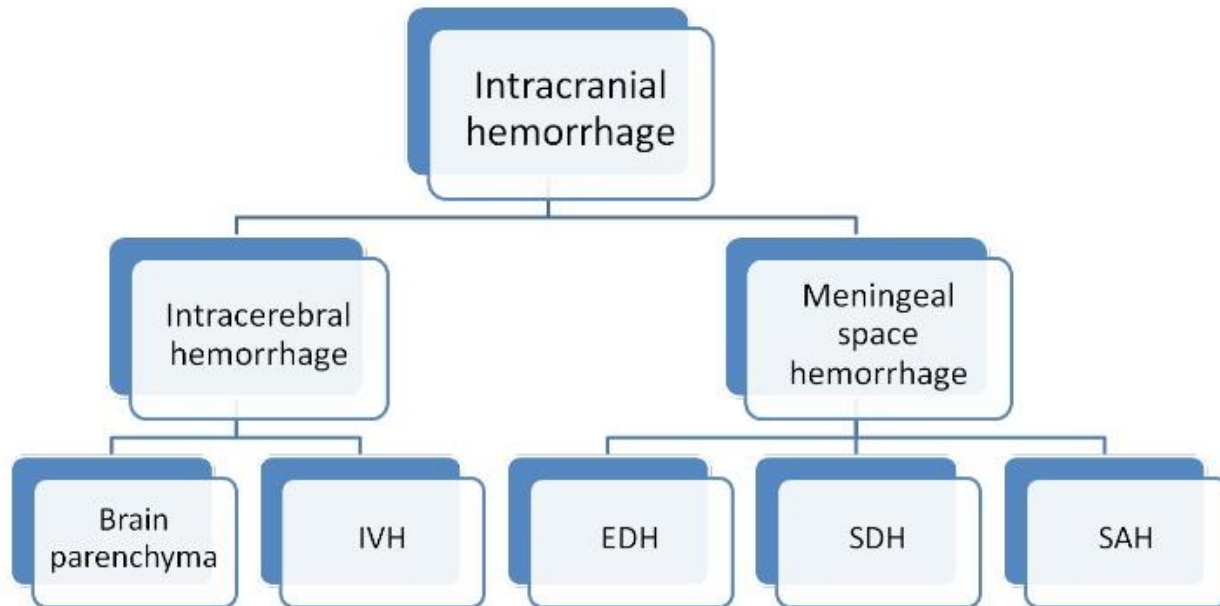 Intracranial
hemorrhage
Intracerebral
hemorrhage
Meningeal
space
hemorrhage
Brain
parenchyma
IVH
EDH
SDH
SAH